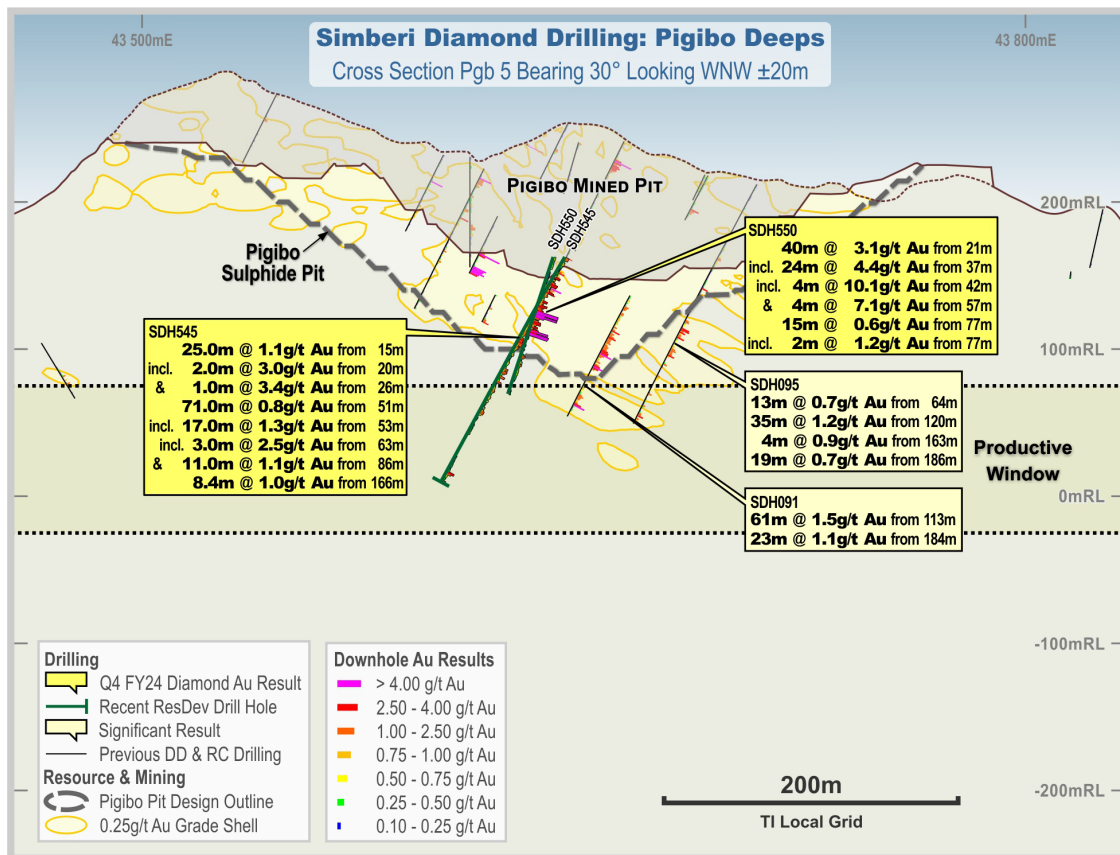 Simberi Diamond Drilling: Pigibo Deeps
Cross Section Pgb 5 Bearing 30° Looking WNW ±20m
43 500mE
43 800mE
200mRL
100mRL
0mRL
-100mRL
-200mRL
PIGIBO MINED PIT
SDH550
SDH545
Pigibo
Sulphide Pit
SDH550
40m @ 3.1g/t Au from 21m
incl. 24m @ 4.4g/t Au from 37m
incl. 4m @ 10.1g/t Au from 42m
& 4m @ 7.1g/t Au from 57m
15m @ 0.6g/t Au from 77m
incl. 2m @ 1.2g/t Au from 77m
SDH545
25.0m @ 1.1g/t Au from 15m
incl. 2.0m @ 3.0g/t Au from 20m
& 1.0m @ 3.4g/t Au from 26m
71.0m @ 0.8g/t Au from 51m
incl. 17.0m @ 1.3g/t Au from 53m
incl. 3.0m @ 2.5g/t Au from 63m
& 11.0m @ 1.1g/t Au from 86m
8.4m @ 1.0g/t Au from 166m
SDH095
13m @ 0.7g/t Au from 64m
35m @ 1.2g/t Au from 120m
4m @ 0.9g/t Au from 163m
19m @ 0.7g/t Au from 186m
Productive
Window
SDH091
61m @ 1.5g/t Au from 113m
23m @ 1.1g/t Au from 184m
Drilling
Q4 FY24 Diamond Au Result
Recent ResDev Drill Hole
Significant Result
Previous DD & RC Drilling
Resource & Mining
Pigibo Pit Design Outline
0.25g/t Au Grade Shell
Downhole Au Results
> 4.00 g/t Au
2.50 - 4.00 g/t Au
1.00 - 2.50 g/t Au
0.75 - 1.00 g/t Au
0.50 - 0.75 g/t Au
0.25 - 0.50 g/t Au
0.10 - 0.25 g/t Au
200m
TI Local Grid